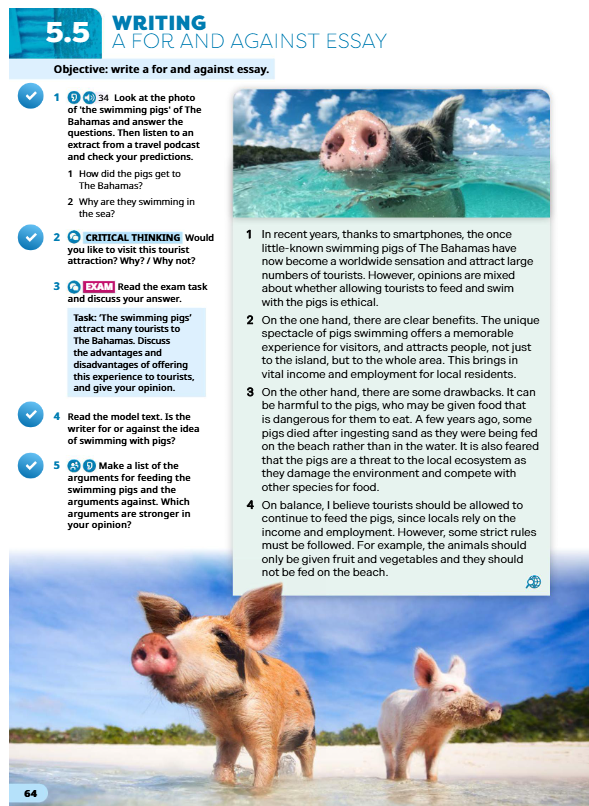 5.5
WRITING
A FOR AND AGAINST ESSAY
Objective: write a for and against essay.
1 34 Look at the photo
of 'the swimming pigs' of The
Bahamas and answer the
questions. Then listen to an
extract from a travel podcast
and check your predictions.
1 How did the pigs get to
The Bahamas?
2 Why are they swimming in
the sea?
2 CRITICAL THINKING Would
you like to visit this tourist
attraction? Why? / Why not?
3 EXAM Read the exam task
and discuss your answer.
Task: 'The swimming pigs'
attract many tourists to
The Bahamas. Discuss
the advantages and
disadvantages of offering
this experience to tourists,
and give your opinion.
4 Read the model text. Is the
writer for or against the idea
of swimming with pigs?
5 Make a list of the
arguments for feeding the
swimming pigs and the
arguments against. Which
arguments are stronger in
your opinion?
1 In recent years, thanks to smartphones, the once
little-known swimming pigs of The Bahamas have
now become a worldwide sensation and attract large
numbers of tourists. However, opinions are mixed
about whether allowing tourists to feed and swim
with the pigs is ethical.
2 On the one hand, there are clear benefits. The unique
spectacle of pigs swimming offers a memorable
experience for visitors, and attracts people, not just
to the island, but to the whole area. This brings in
vital income and employment for local residents.
3 On the other hand, there are some drawbacks. It can
be harmful to the pigs, who may be given food that
is dangerous for them to eat. A few years ago, some
pigs died after ingesting sand as they were being fed
on the beach rather than in the water. It is also feared
that the pigs are a threat to the local ecosystem as
they damage the environment and compete with
other species for food.
4 On balance, I believe tourists should be allowed to
continue to feed the pigs, since locals rely on the
income and employment. However, some strict rules
must be followed. For example, the animals should
only be given fruit and vegetables and they should
not be fed on the beach.
64